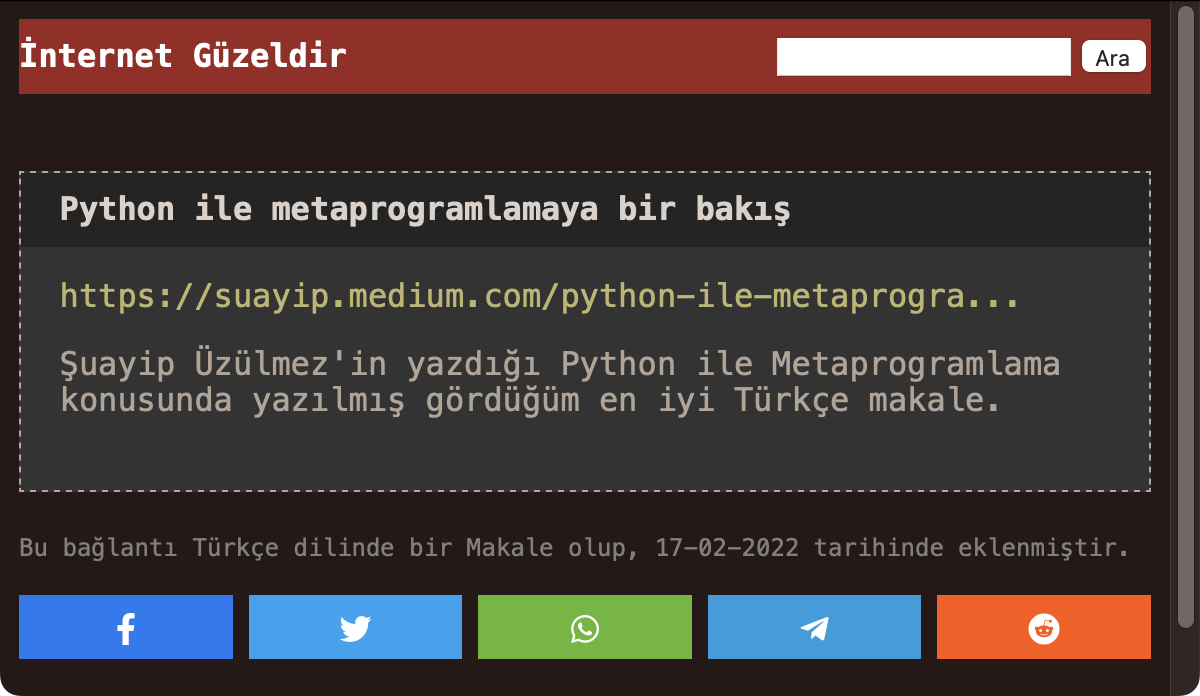 İnternet Güzeldir
Ara
Python ile metaprogramlamaya bir bakış
https://suayip.medium.com/python-ile-metaprogra...
Şuayip Üzülmez'in yazdığı Python ile Metaprogramlama
konusunda yazılmış gördüğüm en iyi Türkçe makale.
Bu bağlantı Türkçe dilinde bir Makale olup, 17-02-2022 tarihinde eklenmiştir.